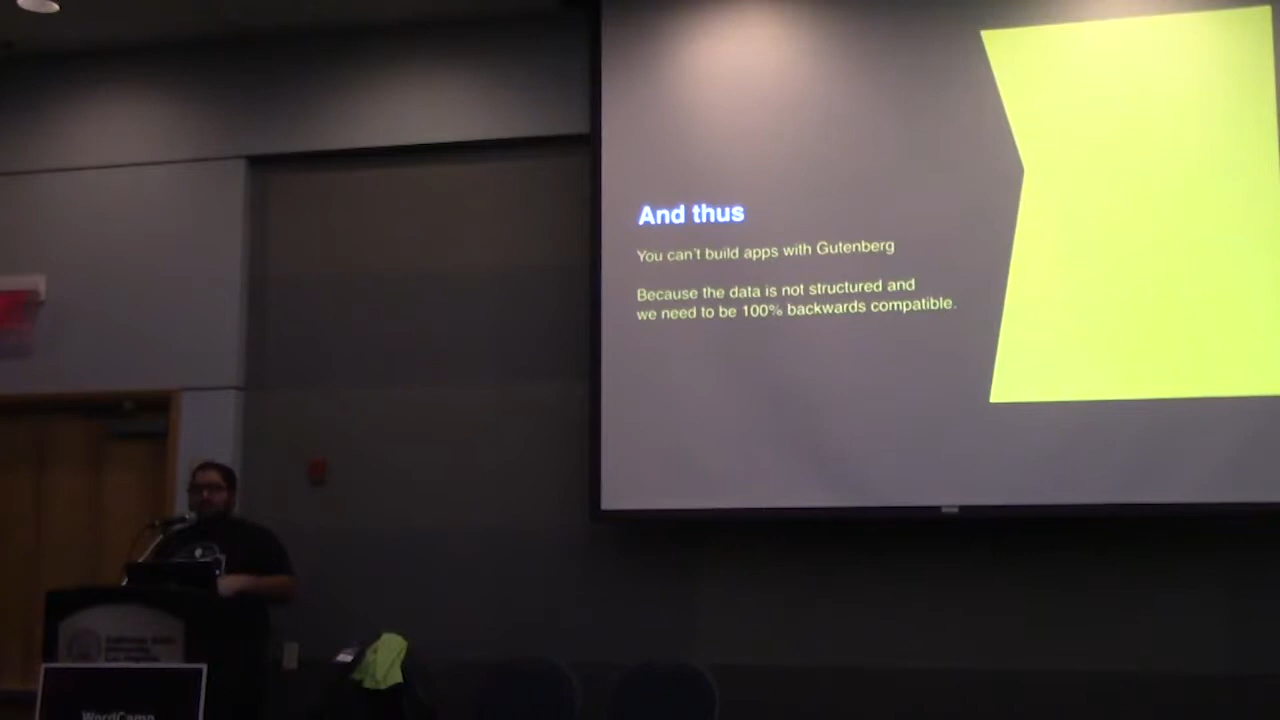 And thus
You can't build apps with Gutenberg
Because the data is not structured and
we need to be 100% backwards compatible.
WordCamp